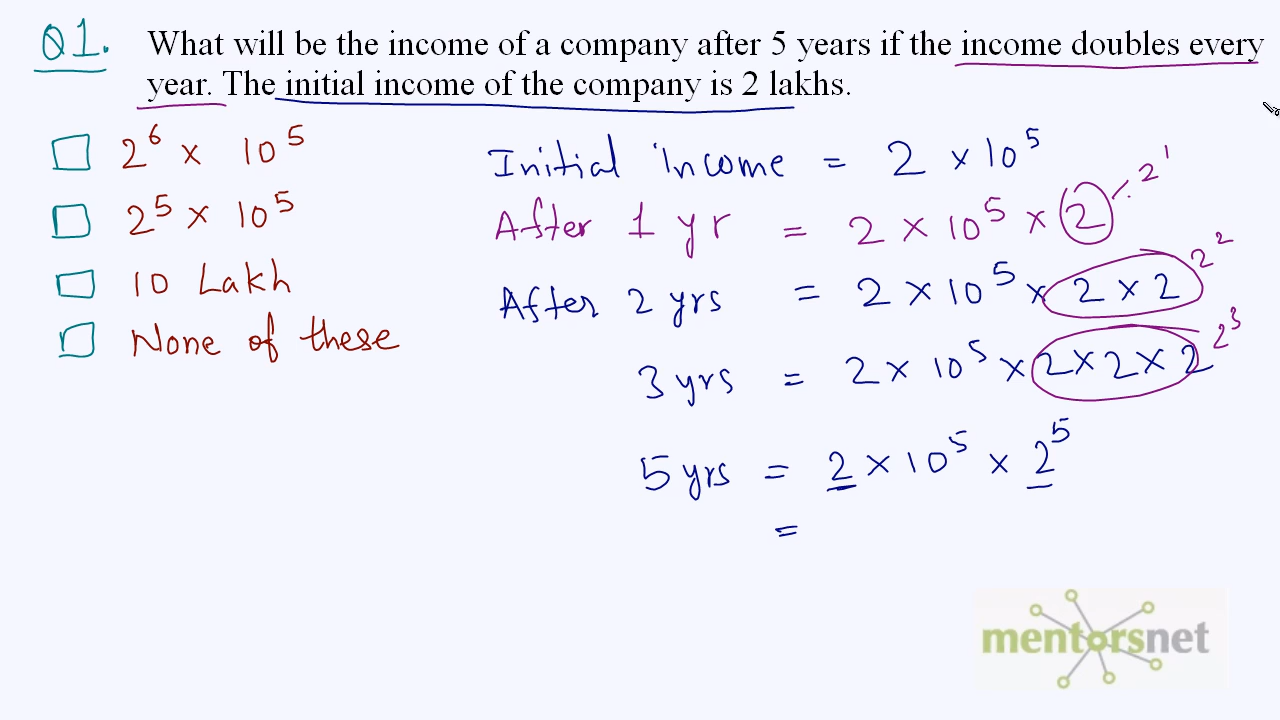 Q1. What will be the income of a company after 5 years if the income doubles every
year. The initial income of the company is 2 lakhs.
2⁶ × 10⁵
2⁵ × 10⁵
10 Lakh
None of these
Initial income = 2 × 10⁵
After 1 yr = 2 × 10⁵ × 2 2¹
After 2 yrs = 2 × 10⁵ × 2 × 2 2²
3 yrs = 2 × 10⁵ × 2 × 2 × 2 2³
5 yrs = 2 × 10⁵ × 2⁵
=
mentorsnet